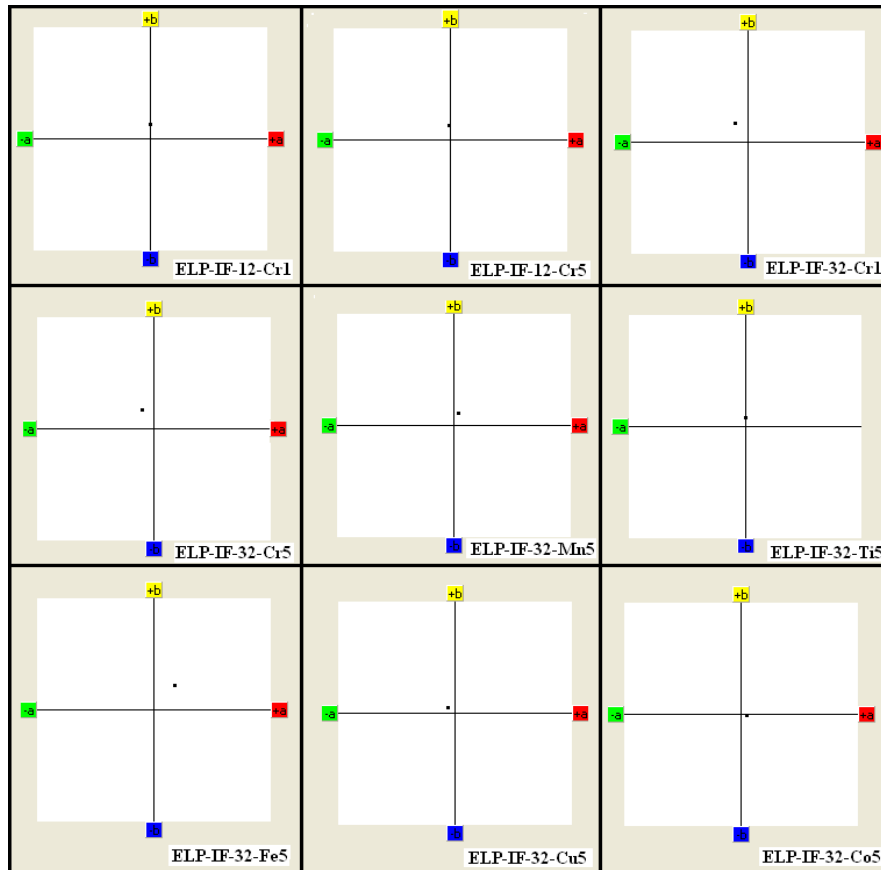 +b
+b
+b
-a
+a
-a
+a
-a
+a
-b
-b
-b
ELP-IF-12-Cr1
ELP-IF-12-Cr5
ELP-IF-32-Cr1
+b
+b
+b
-a
+a
-a
+a
-a
-b
-b
-b
ELP-IF-32-Cr5
ELP-IF-32-Mn5
ELP-IF-32-Ti5
+b
+b
+b
-a
+a
-a
+a
-a
+a
-b
-b
-b
ELP-IF-32-Fe5
ELP-IF-32-Cu5
ELP-IF-32-Co5